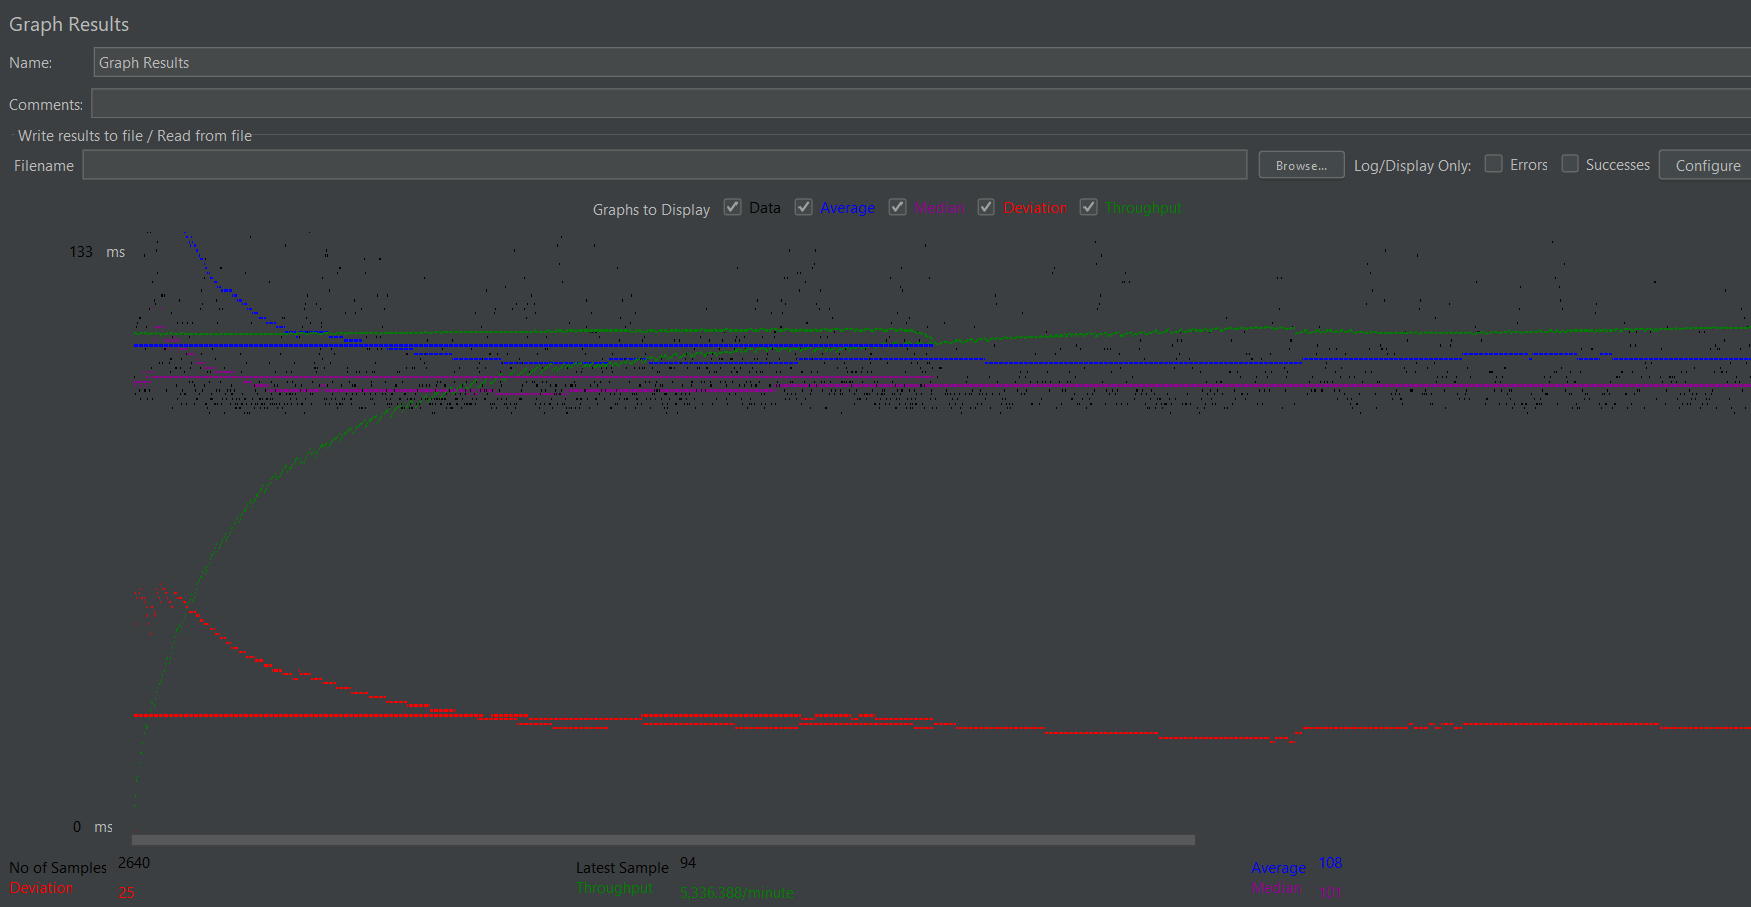 Graph Results
Name: Graph Results
Comments:
Write results to file / Read from file
Filename Browse... Log/Display Only: Errors Successes Configure
Graphs to Display Data Average Median Deviation Throughput
133 ms
0 ms
No of Samples 2640 Latest Sample 94 Average 108
Deviation 25 Throughput 5,336.388/minute Median 101